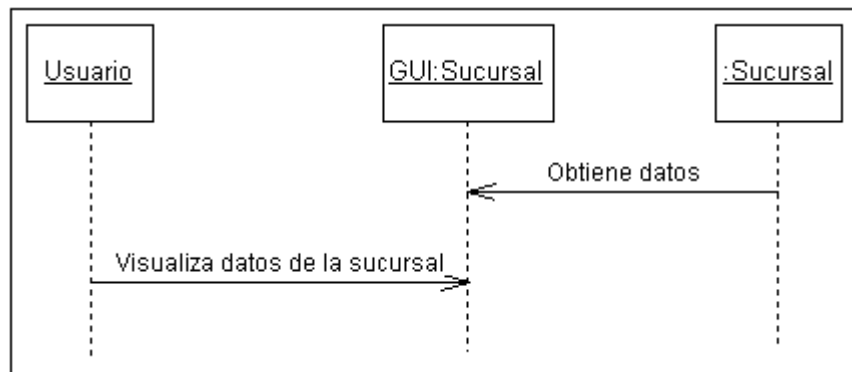 Usuario
GUI:Sucursal
:Sucursal
Obtiene datos
Visualiza datos de la sucursal